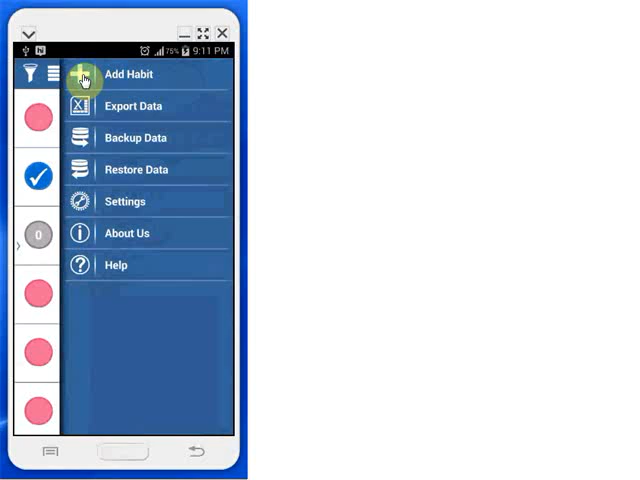 75% 9:11 PM
Add Habit
Export Data
Backup Data
Restore Data
Settings
0
About Us
Help